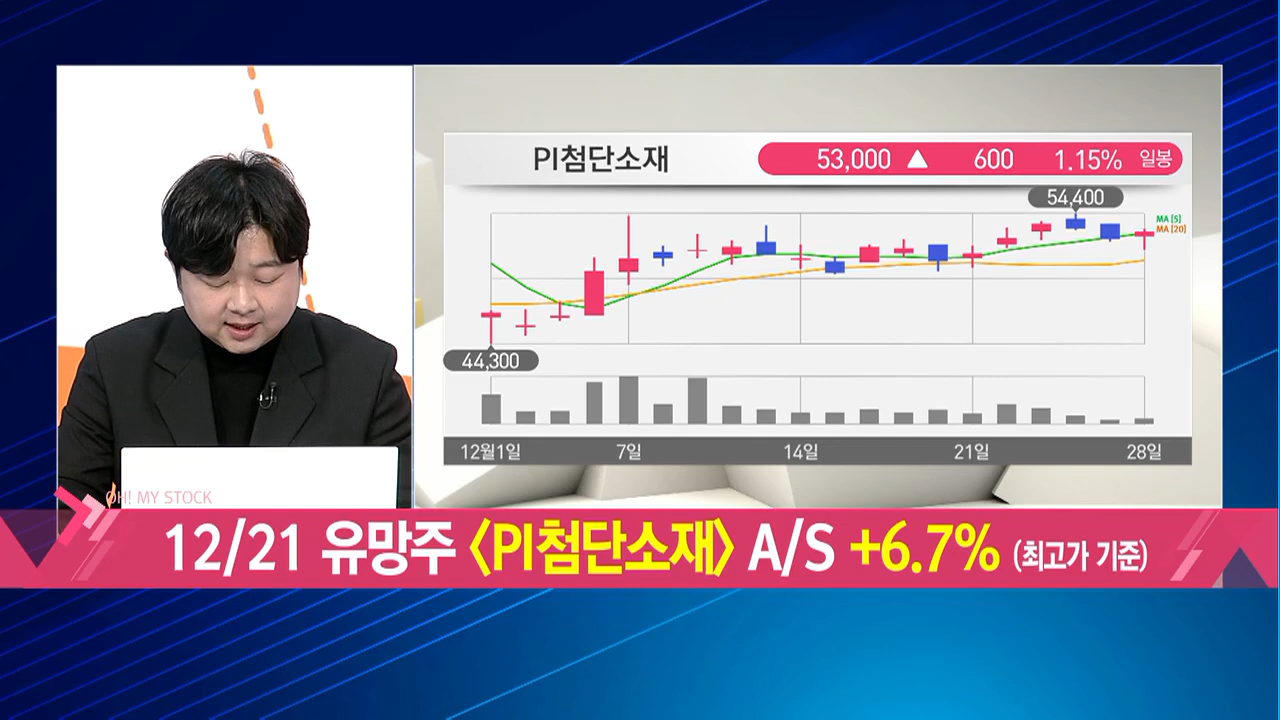 PI첨단소재
53,000 ▲ 600 1.15% 일봉
54,400
MA [5]
MA [20]
44,300
12월1일 7일 14일 21일 28일
OH! MY STOCK
12/21 유망주 <PI첨단소재> A/S +6.7% (최고가 기준)